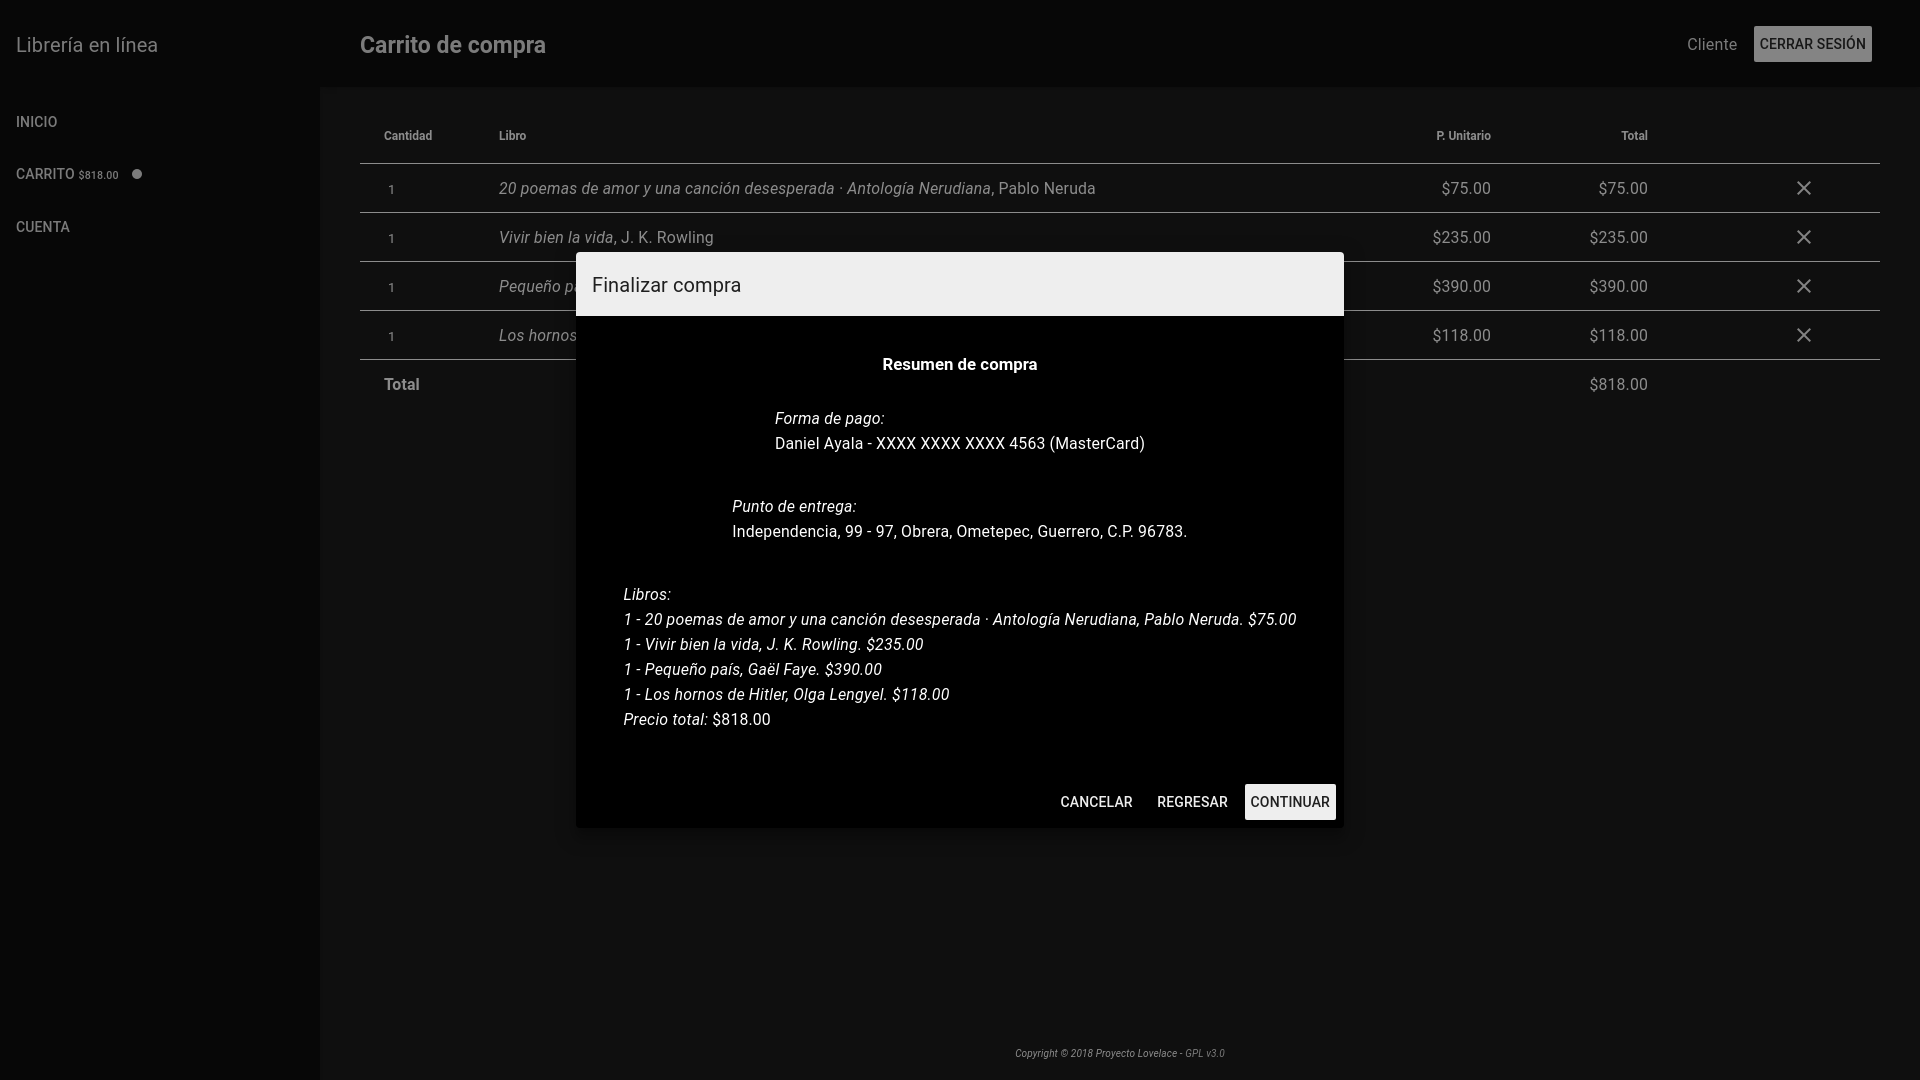 Librería en línea
Carrito de compra
Cliente
CERRAR SESIÓN
INICIO
CARRITO $818.00
CUENTA
Cantidad Libro P. Unitario Total
1 20 poemas de amor y una canción desesperada · Antología Nerudiana, Pablo Neruda $75.00 $75.00
1 Vivir bien la vida, J. K. Rowling $235.00 $235.00
1 Pequeño $390.00 $390.00
1 Los hornos $118.00 $118.00
Total $818.00
Finalizar compra
Resumen de compra
Forma de pago:
Daniel Ayala - XXXX XXXX XXXX 4563 (MasterCard)
Punto de entrega:
Independencia, 99 - 97, Obrera, Ometepec, Guerrero, C.P. 96783.
Libros:
1 - 20 poemas de amor y una canción desesperada · Antología Nerudiana, Pablo Neruda. $75.00
1 - Vivir bien la vida, J. K. Rowling. $235.00
1 - Pequeño país, Gaël Faye. $390.00
1 - Los hornos de Hitler, Olga Lengyel. $118.00
Precio total: $818.00
CANCELAR REGRESAR CONTINUAR
Copyright © 2018 Proyecto Lovelace - GPL v3.0